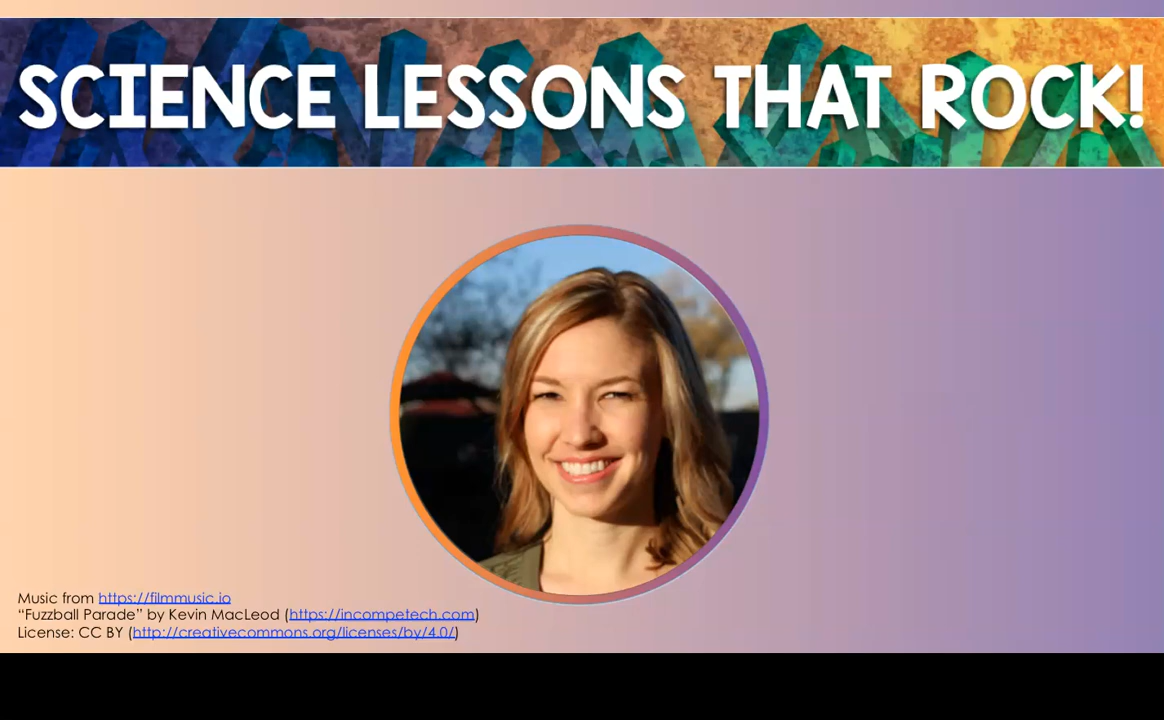 SCIENCE LESSONS THAT ROCK!
Music from https://filmmusic.io
“Fuzzball Parade” by Kevin MacLeod (https://incompetech.com)
License: CC BY (http://creativecommons.org/licenses/by/4.0/)